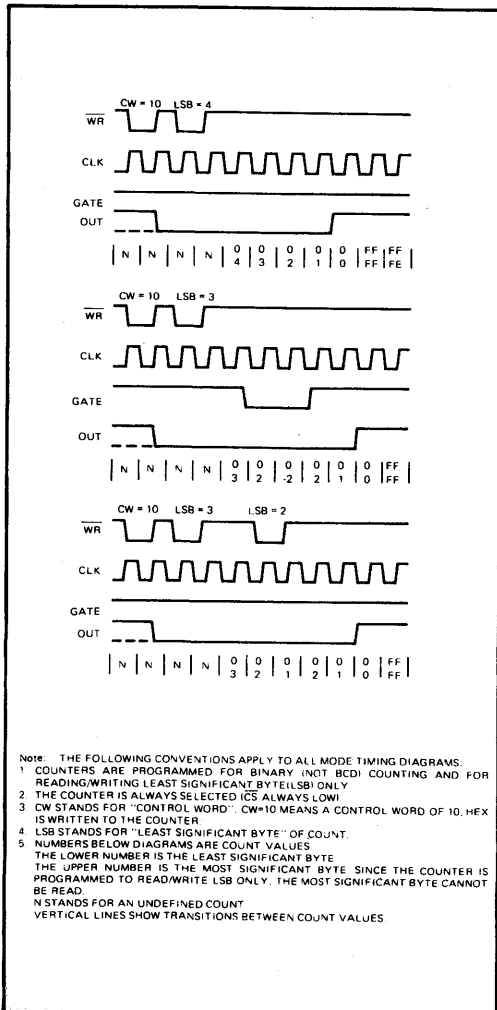 CW = 10 LSB = 4
WR
CLK
GATE
OUT
| N | N | N | N | 0 | 0 | 0 | 0 | 0 | FF | FF |
4 3 2 1 0 FF FE
CW = 10 LSB = 3
WR
CLK
GATE
OUT
| N | N | N | N | 0 | 0 | 0 | 0 | 0 | 0 | FF |
3 2 -2 2 1 0 FF
CW = 10 LSB = 3 LSB = 2
WR
CLK
GATE
OUT
| N | N | N | N | 0 | 0 | 0 | 0 | 0 | 0 | FF |
3 2 1 2 1 0 FF
Note: THE FOLLOWING CONVENTIONS APPLY TO ALL MODE TIMING DIAGRAMS:
1 COUNTERS ARE PROGRAMMED FOR BINARY (NOT BCD) COUNTING AND FOR
READING/WRITING LEAST SIGNIFICANT BYTE(LSB) ONLY
2. THE COUNTER IS ALWAYS SELECTED (CS ALWAYS LOW)
3 CW STANDS FOR "CONTROL WORD". CW=10 MEANS A CONTROL WORD OF 10, HEX
IS WRITTEN TO THE COUNTER.
4. LSB STANDS FOR "LEAST SIGNIFICANT BYTE" OF COUNT.
5 NUMBERS BELOW DIAGRAMS ARE COUNT VALUES
THE LOWER NUMBER IS THE LEAST SIGNIFICANT BYTE
THE UPPER NUMBER IS THE MOST SIGNIFICANT BYTE SINCE THE COUNTER IS
PROGRAMMED TO READ/WRITE LSB ONLY, THE MOST SIGNIFICANT BYTE CANNOT
BE READ.
N STANDS FOR AN UNDEFINED COUNT
VERTICAL LINES SHOW TRANSITIONS BETWEEN COUNT VALUES